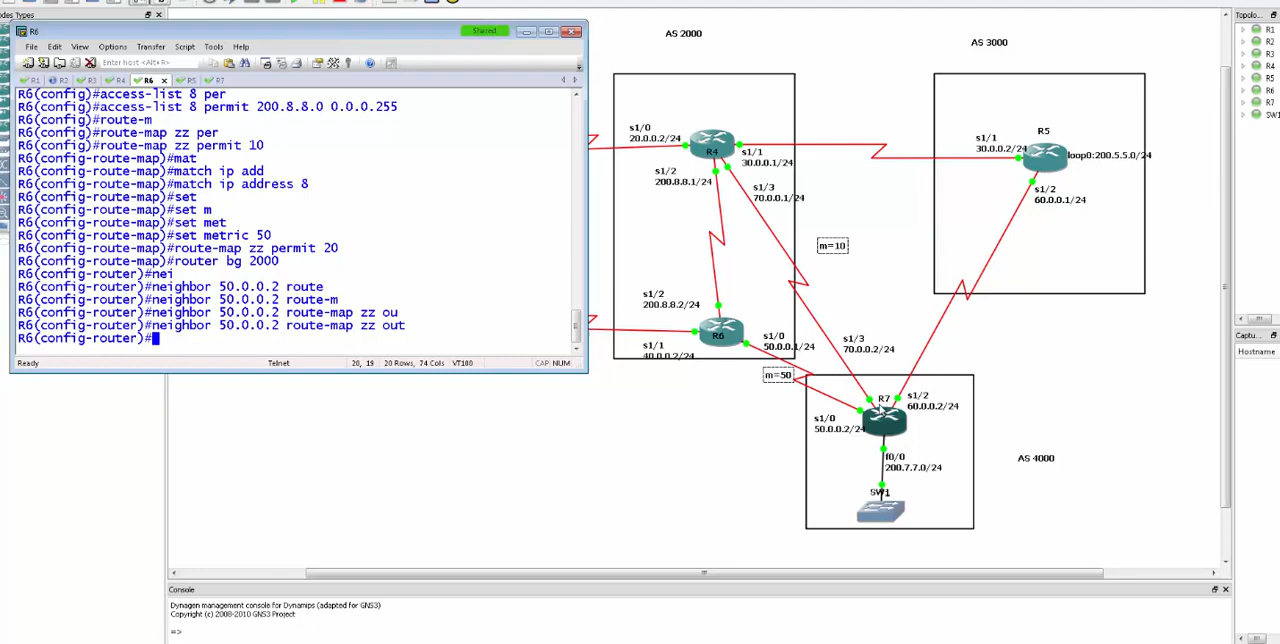 odes Types
R6
Shared
File Edit View Options Transfer Script Tools Help
Enter host <Alt+R>
R1 R2 R3 R4 R6 R5 R7
R6(config)#access-list 8 per
R6(config)#access-list 8 permit 200.8.8.0 0.0.0.255
R6(config)#route-m
R6(config)#route-map zz per
R6(config)#route-map zz permit 10
R6(config-route-map)#mat
R6(config-route-map)#match ip add
R6(config-route-map)#match ip address 8
R6(config-route-map)#set
R6(config-route-map)#set m
R6(config-route-map)#set met
R6(config-route-map)#set metric 50
R6(config-route-map)#route-map zz permit 20
R6(config-route-map)#router bg 2000
R6(config-router)#nei
R6(config-router)#neighbor 50.0.0.2 route
R6(config-router)#neighbor 50.0.0.2 route-m
R6(config-router)#neighbor 50.0.0.2 route-map zz ou
R6(config-router)#neighbor 50.0.0.2 route-map zz out
R6(config-router)#
Ready Telnet 20, 19 20 Rows, 74 Cols VT100 CAP NUM
AS 2000
AS 3000
s1/0
20.0.0.2/24
R4
s1/1
30.0.0.1/24
s1/2
200.8.8.1/24
s1/3
70.0.0.1/24
R5
s1/1
30.0.0.2/24
loop0:200.5.5.0/24
s1/2
60.0.0.1/24
m=10
s1/2
200.8.8.2/24
R6
s1/0
50.0.0.1/24
s1/1
40.0.0.2/24
s1/3
70.0.0.2/24
m=50
R7
s1/2
60.0.0.2/24
s1/0
50.0.0.2/24
f0/0
200.7.7.0/24
SW1
AS 4000
Topolo
R1
R2
R3
R4
R5
R6
R7
SW1
Captu
Hostname
Console
Dynagen management console for Dynamips (adapted for GNS3)
Copyright (c) 2008-2010 GNS3 Project
=>